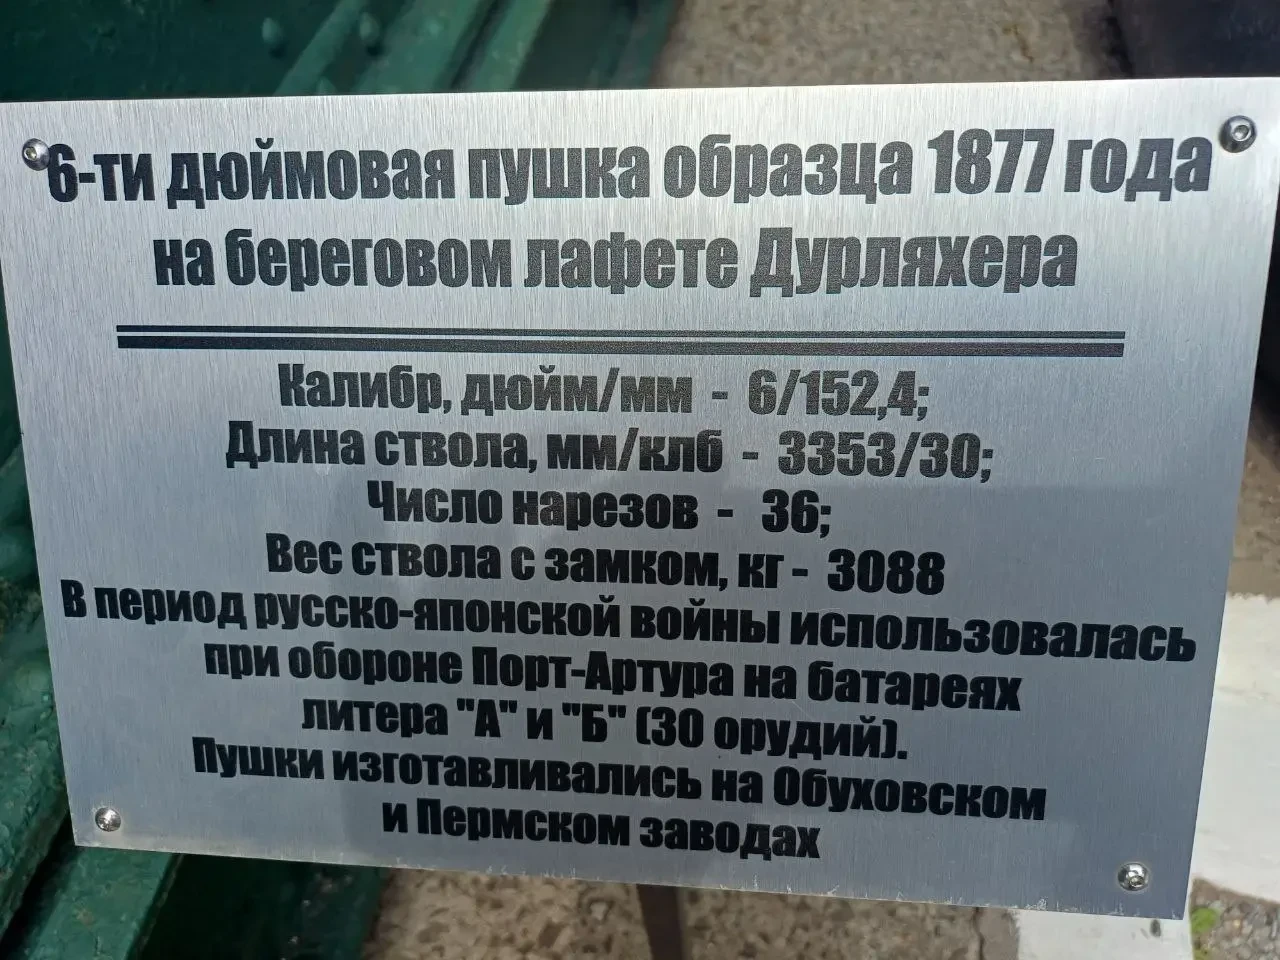 6-ти дюймовая пушка образца 1877 года
на береговом лафете Дурляхера
Калибр, дюйм/мм - 6/152,4;
Длина ствола, мм/клб - 3353/30;
Число нарезов - 36;
Вес ствола с замком, кг - 3088
В период русско-японской войны использовалась
при обороне Порт-Артура на батареях
литера "А" и "Б" (30 орудий).
Пушки изготавливались на Обуховском
и Пермском заводах